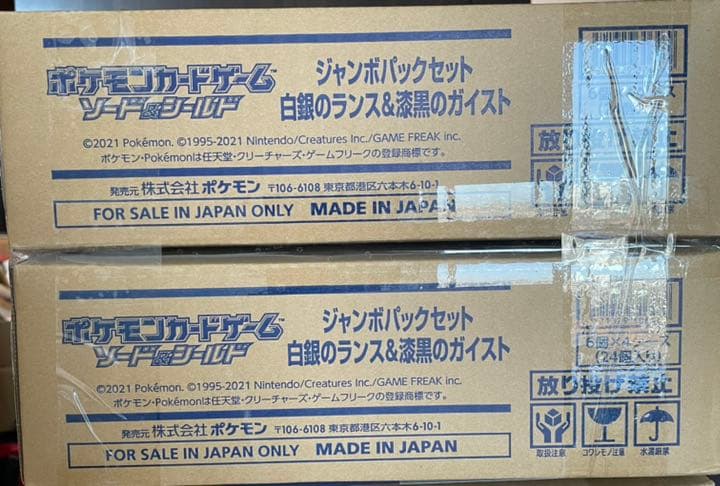 ポケモンカードゲーム
ソード&シールド
ジャンボパックセット
白銀のランス&漆黒のガイスト
©2021 Pokémon. ©1995-2021 Nintendo/Creatures Inc./GAME FREAK inc.
ポケモン・Pokémonは任天堂・クリーチャーズ・ゲームフリークの登録商標です。
発売元 株式会社 ポケモン 〒106-6108 東京都港区六本木6-10-1
FOR SALE IN JAPAN ONLY MADE IN JAPAN
放 止
ポケモンカードゲーム
ソード&シールド
ジャンボパックセット
白銀のランス&漆黒のガイスト
©2021 Pokémon. ©1995-2021 Nintendo/Creatures Inc./GAME FREAK inc.
ポケモン・Pokémonは任天堂・クリーチャーズ・ゲームフリークの登録商標です。
発売元 株式会社 ポケモン 〒106-6108 東京都港区六本木6-10-1
FOR SALE IN JAPAN ONLY MADE IN JAPAN
6個×4ケース
(24個入り)
放り投げ禁止
取扱注意 コワレモノ注意 水濡厳禁